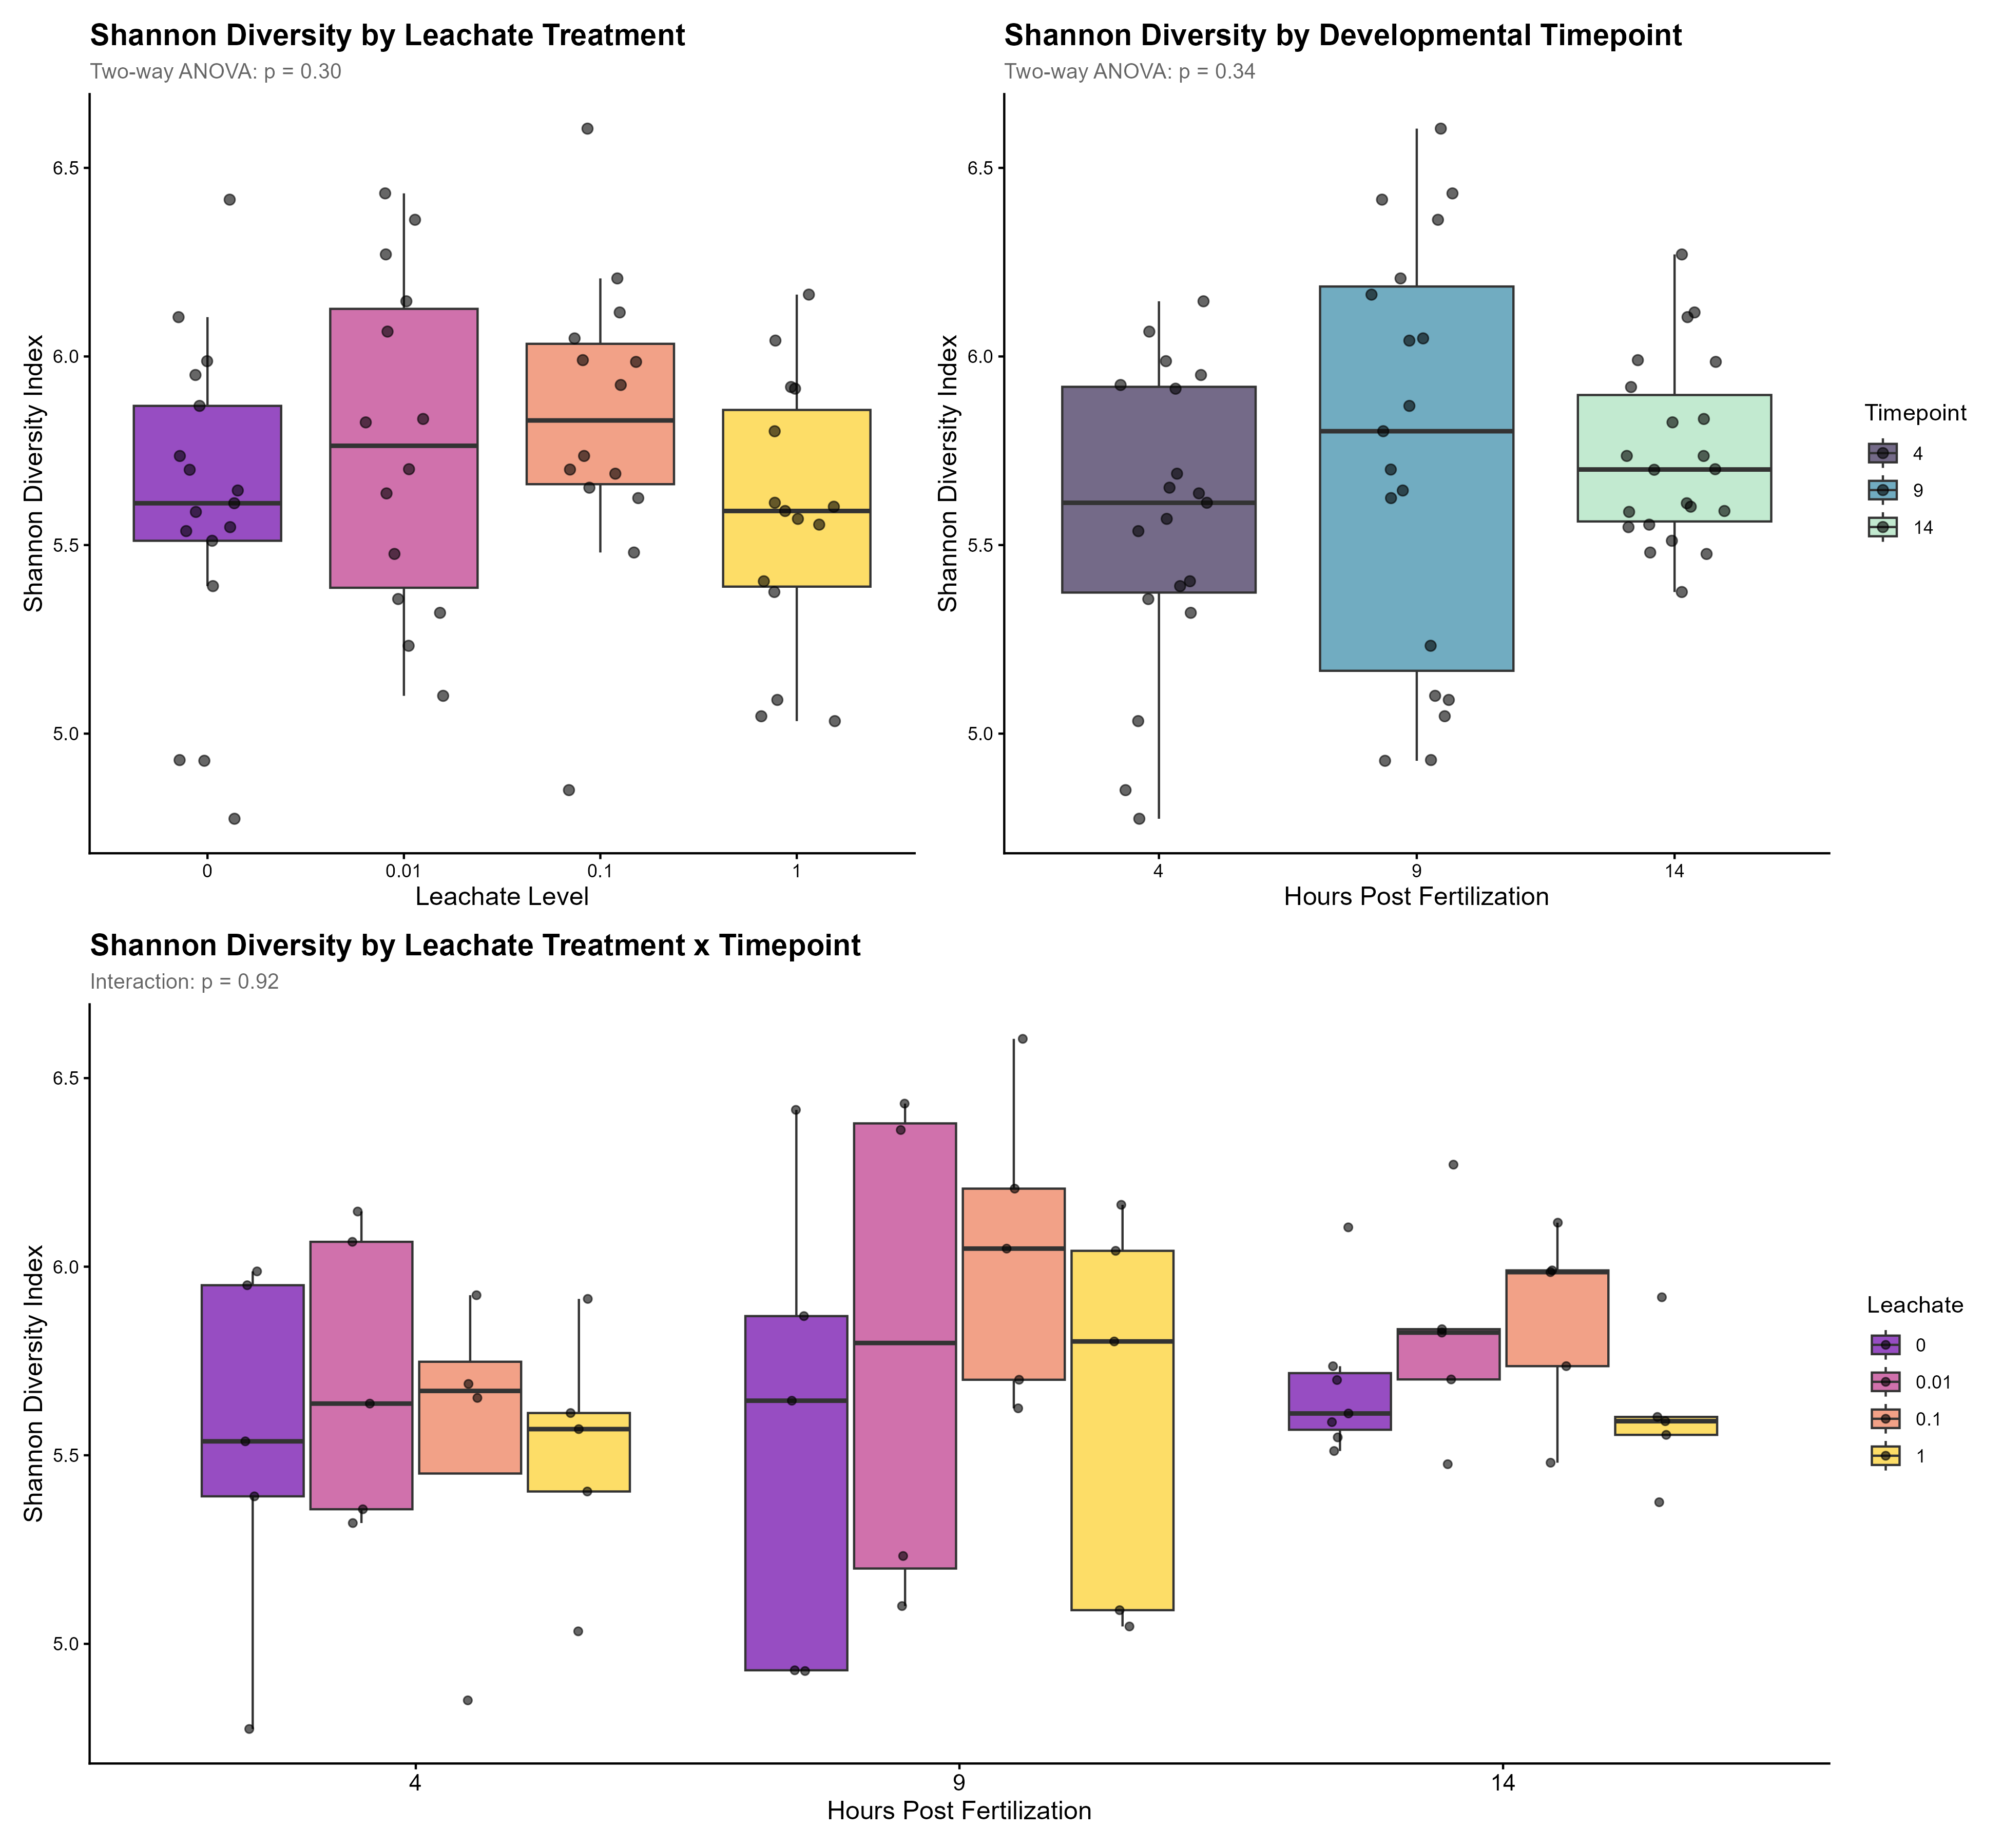 Shannon Diversity by Leachate Treatment
Two-way ANOVA: p = 0.30
Shannon Diversity Index
6.5
6.0
5.5
5.0
0 0.01 0.1 1
Leachate Level
Shannon Diversity by Developmental Timepoint
Two-way ANOVA: p = 0.34
Shannon Diversity Index
6.5
6.0
5.5
5.0
4 9 14
Hours Post Fertilization
Timepoint
4
9
14
Shannon Diversity by Leachate Treatment x Timepoint
Interaction: p = 0.92
Shannon Diversity Index
6.5
6.0
5.5
5.0
4 9 14
Hours Post Fertilization
Leachate
0
0.01
0.1
1